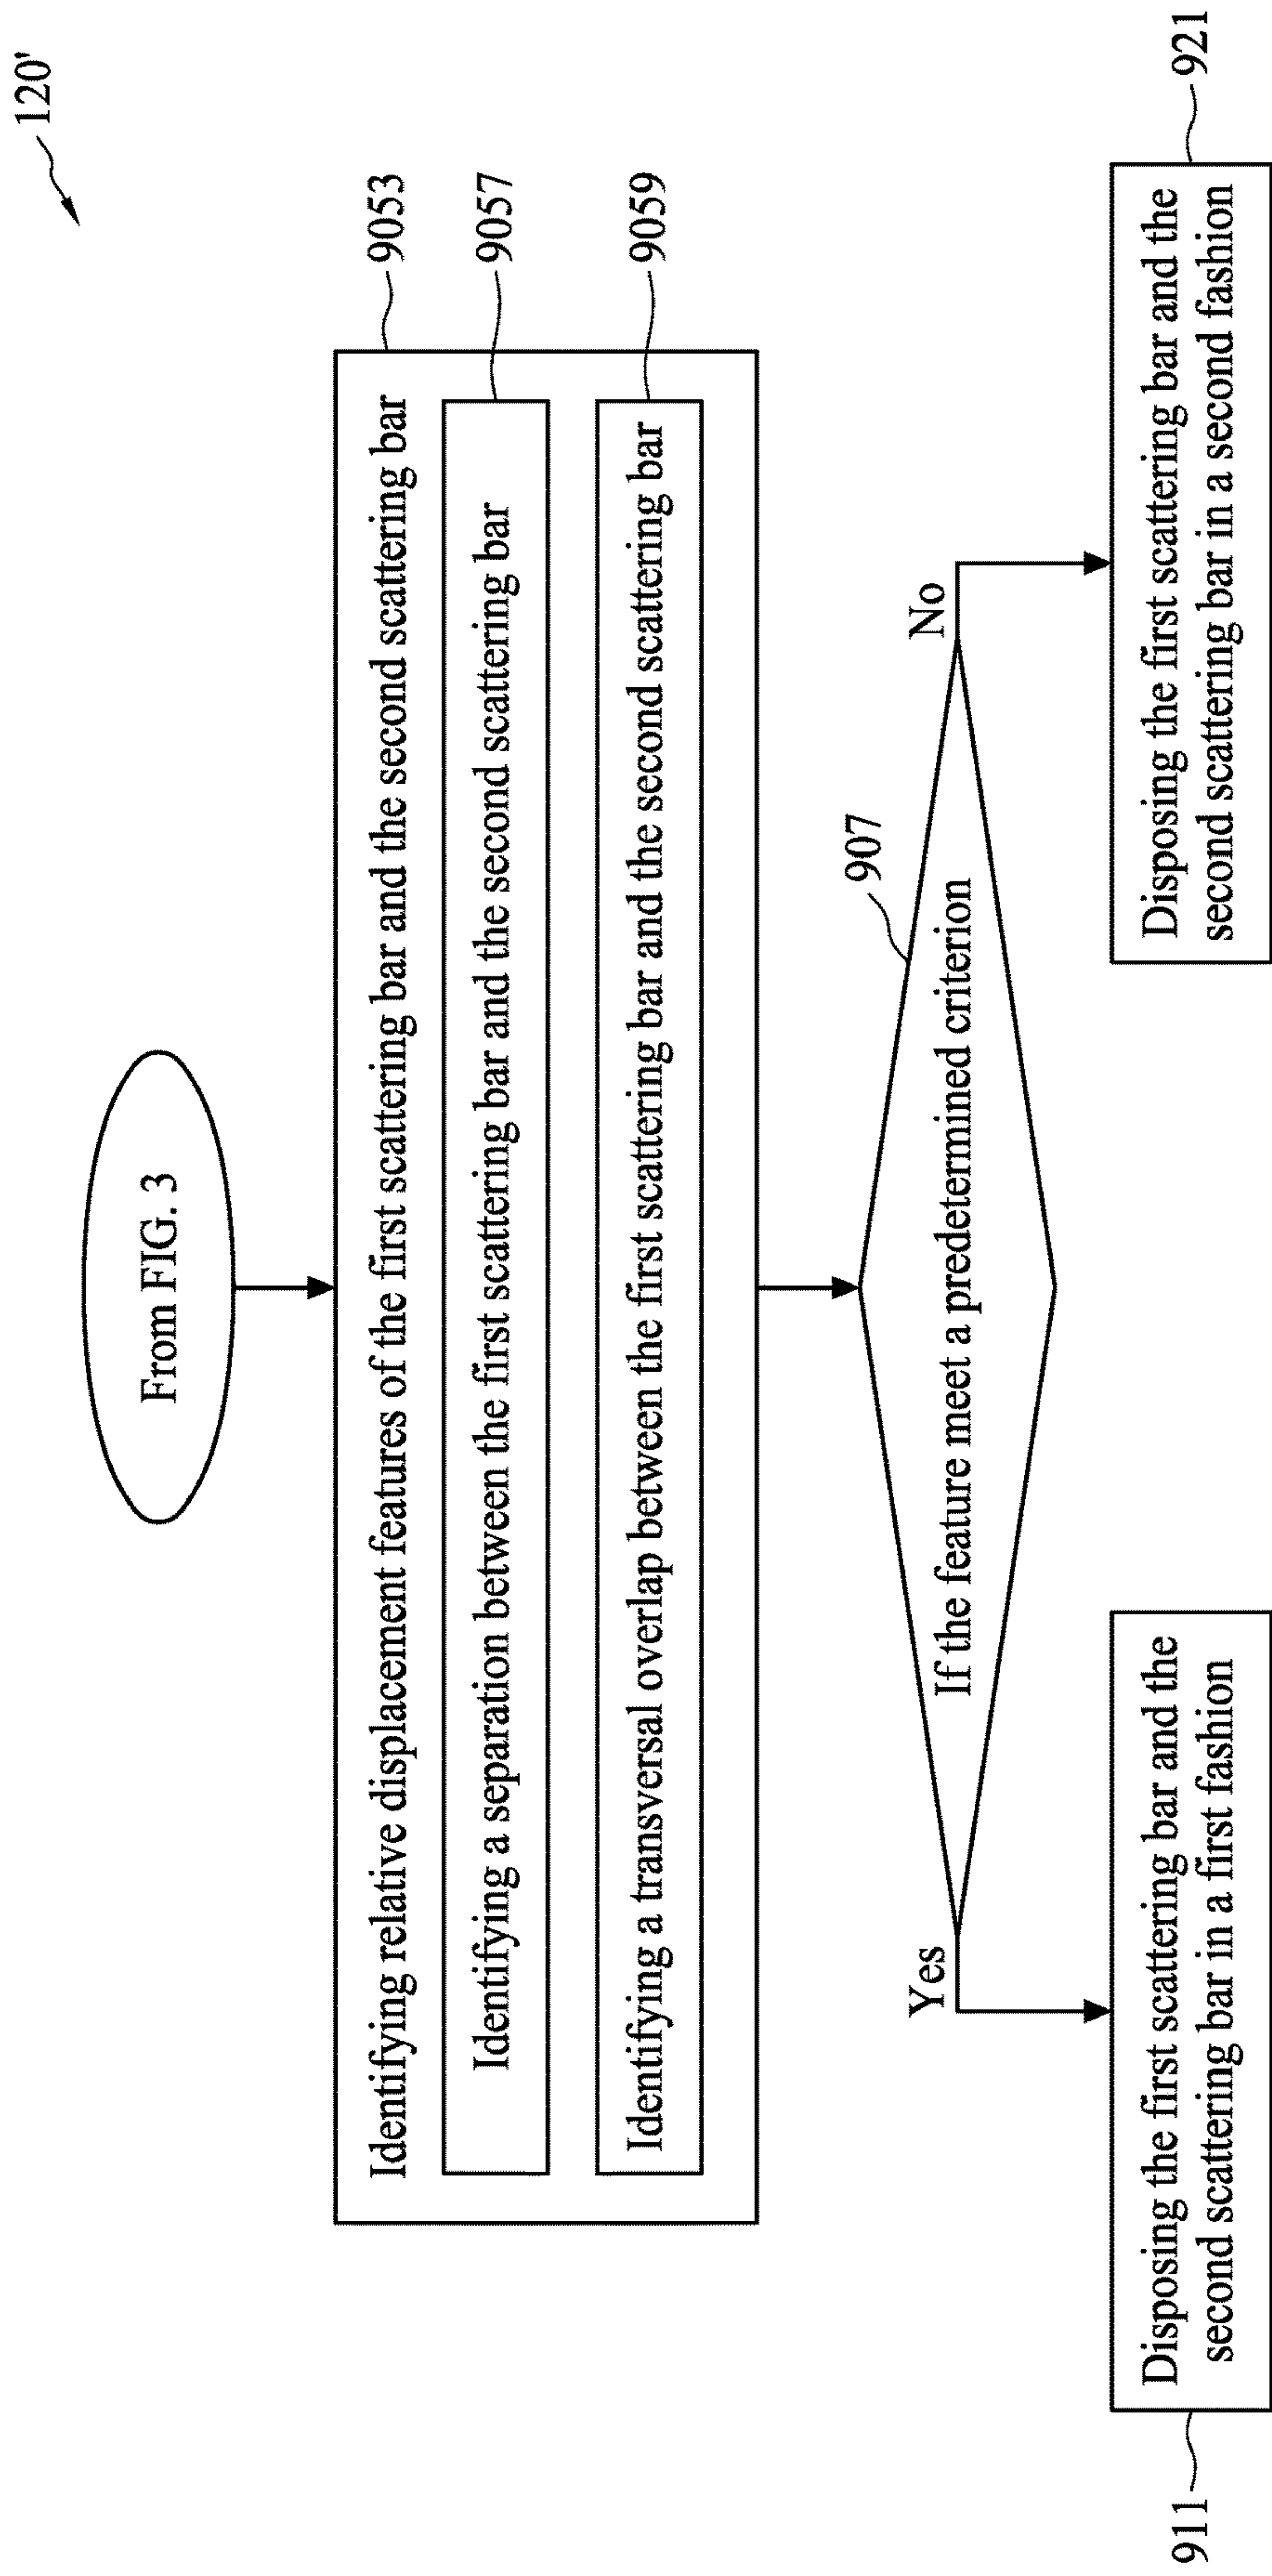 120'
From FIG. 3
9053
Identifying relative displacement features of the first scattering bar and the second scattering bar
9057
Identifying a separation between the first scattering bar and the second scattering bar
9059
Identifying a transversal overlap between the first scattering bar and the second scattering bar
907
If the feature meet a predetermined criterion
Yes
No
911
Disposing the first scattering bar and the
second scattering bar in a first fashion
Disposing the first scattering bar and the
second scattering bar in a second fashion
921